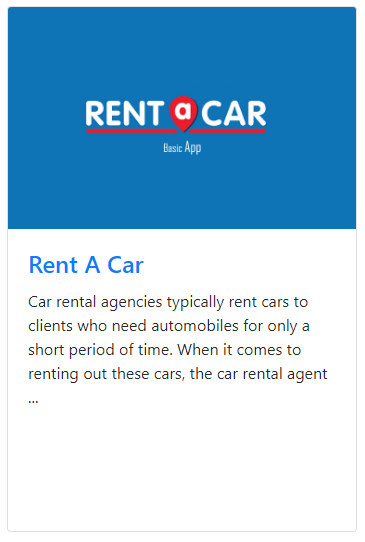 RENT a CAR
Basic App
Rent A Car
Car rental agencies typically rent cars to
clients who need automobiles for only a
short period of time. When it comes to
renting out these cars, the car rental agent
...